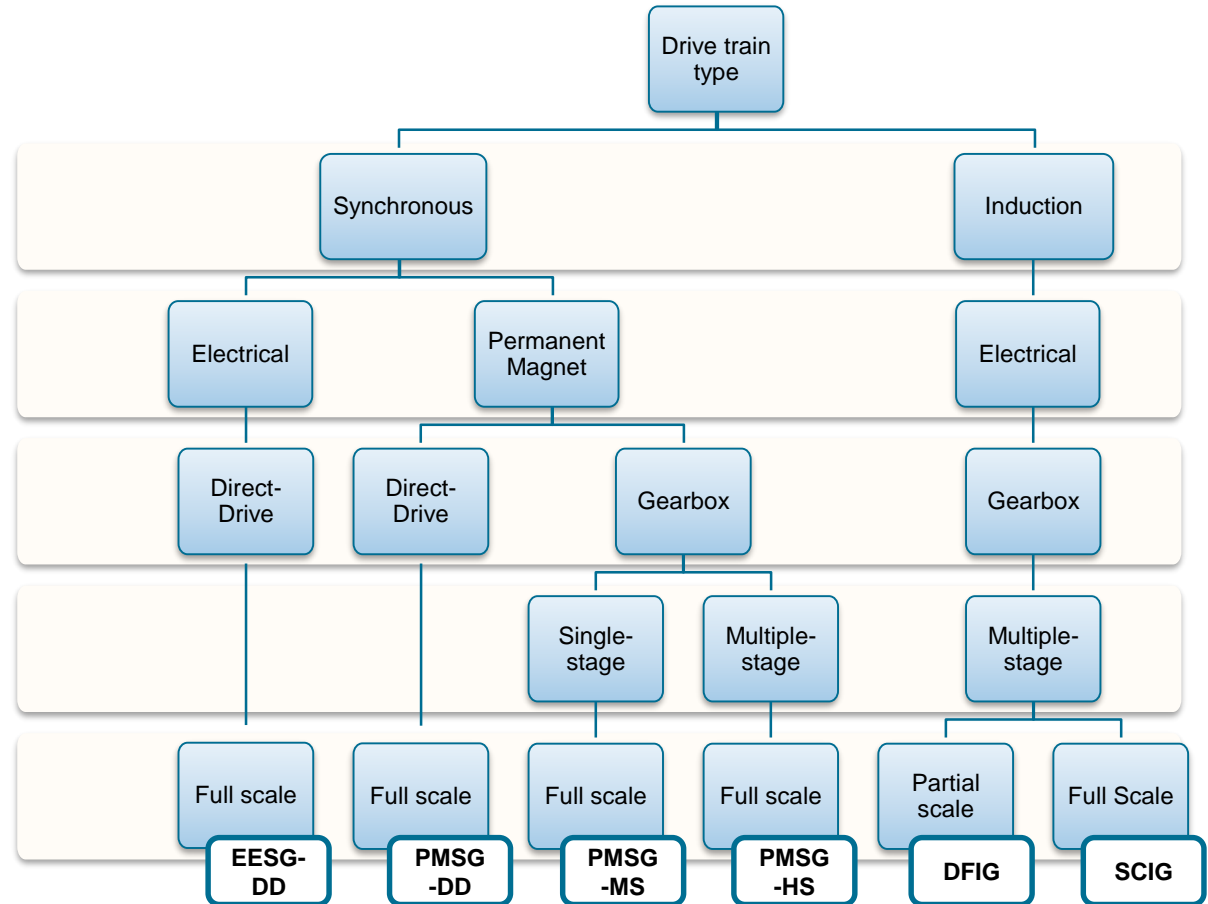 Drive train
type
Synchronous
Induction
Electrical
Permanent
Magnet
Electrical
Direct-
Drive
Direct-
Drive
Gearbox
Gearbox
Single-
stage
Multiple-
stage
Multiple-
stage
Full scale
Full scale
Full scale
Full scale
Partial
scale
Full Scale
EESG-
DD
PMSG
-DD
PMSG
-MS
PMSG
-HS
DFIG
SCIG